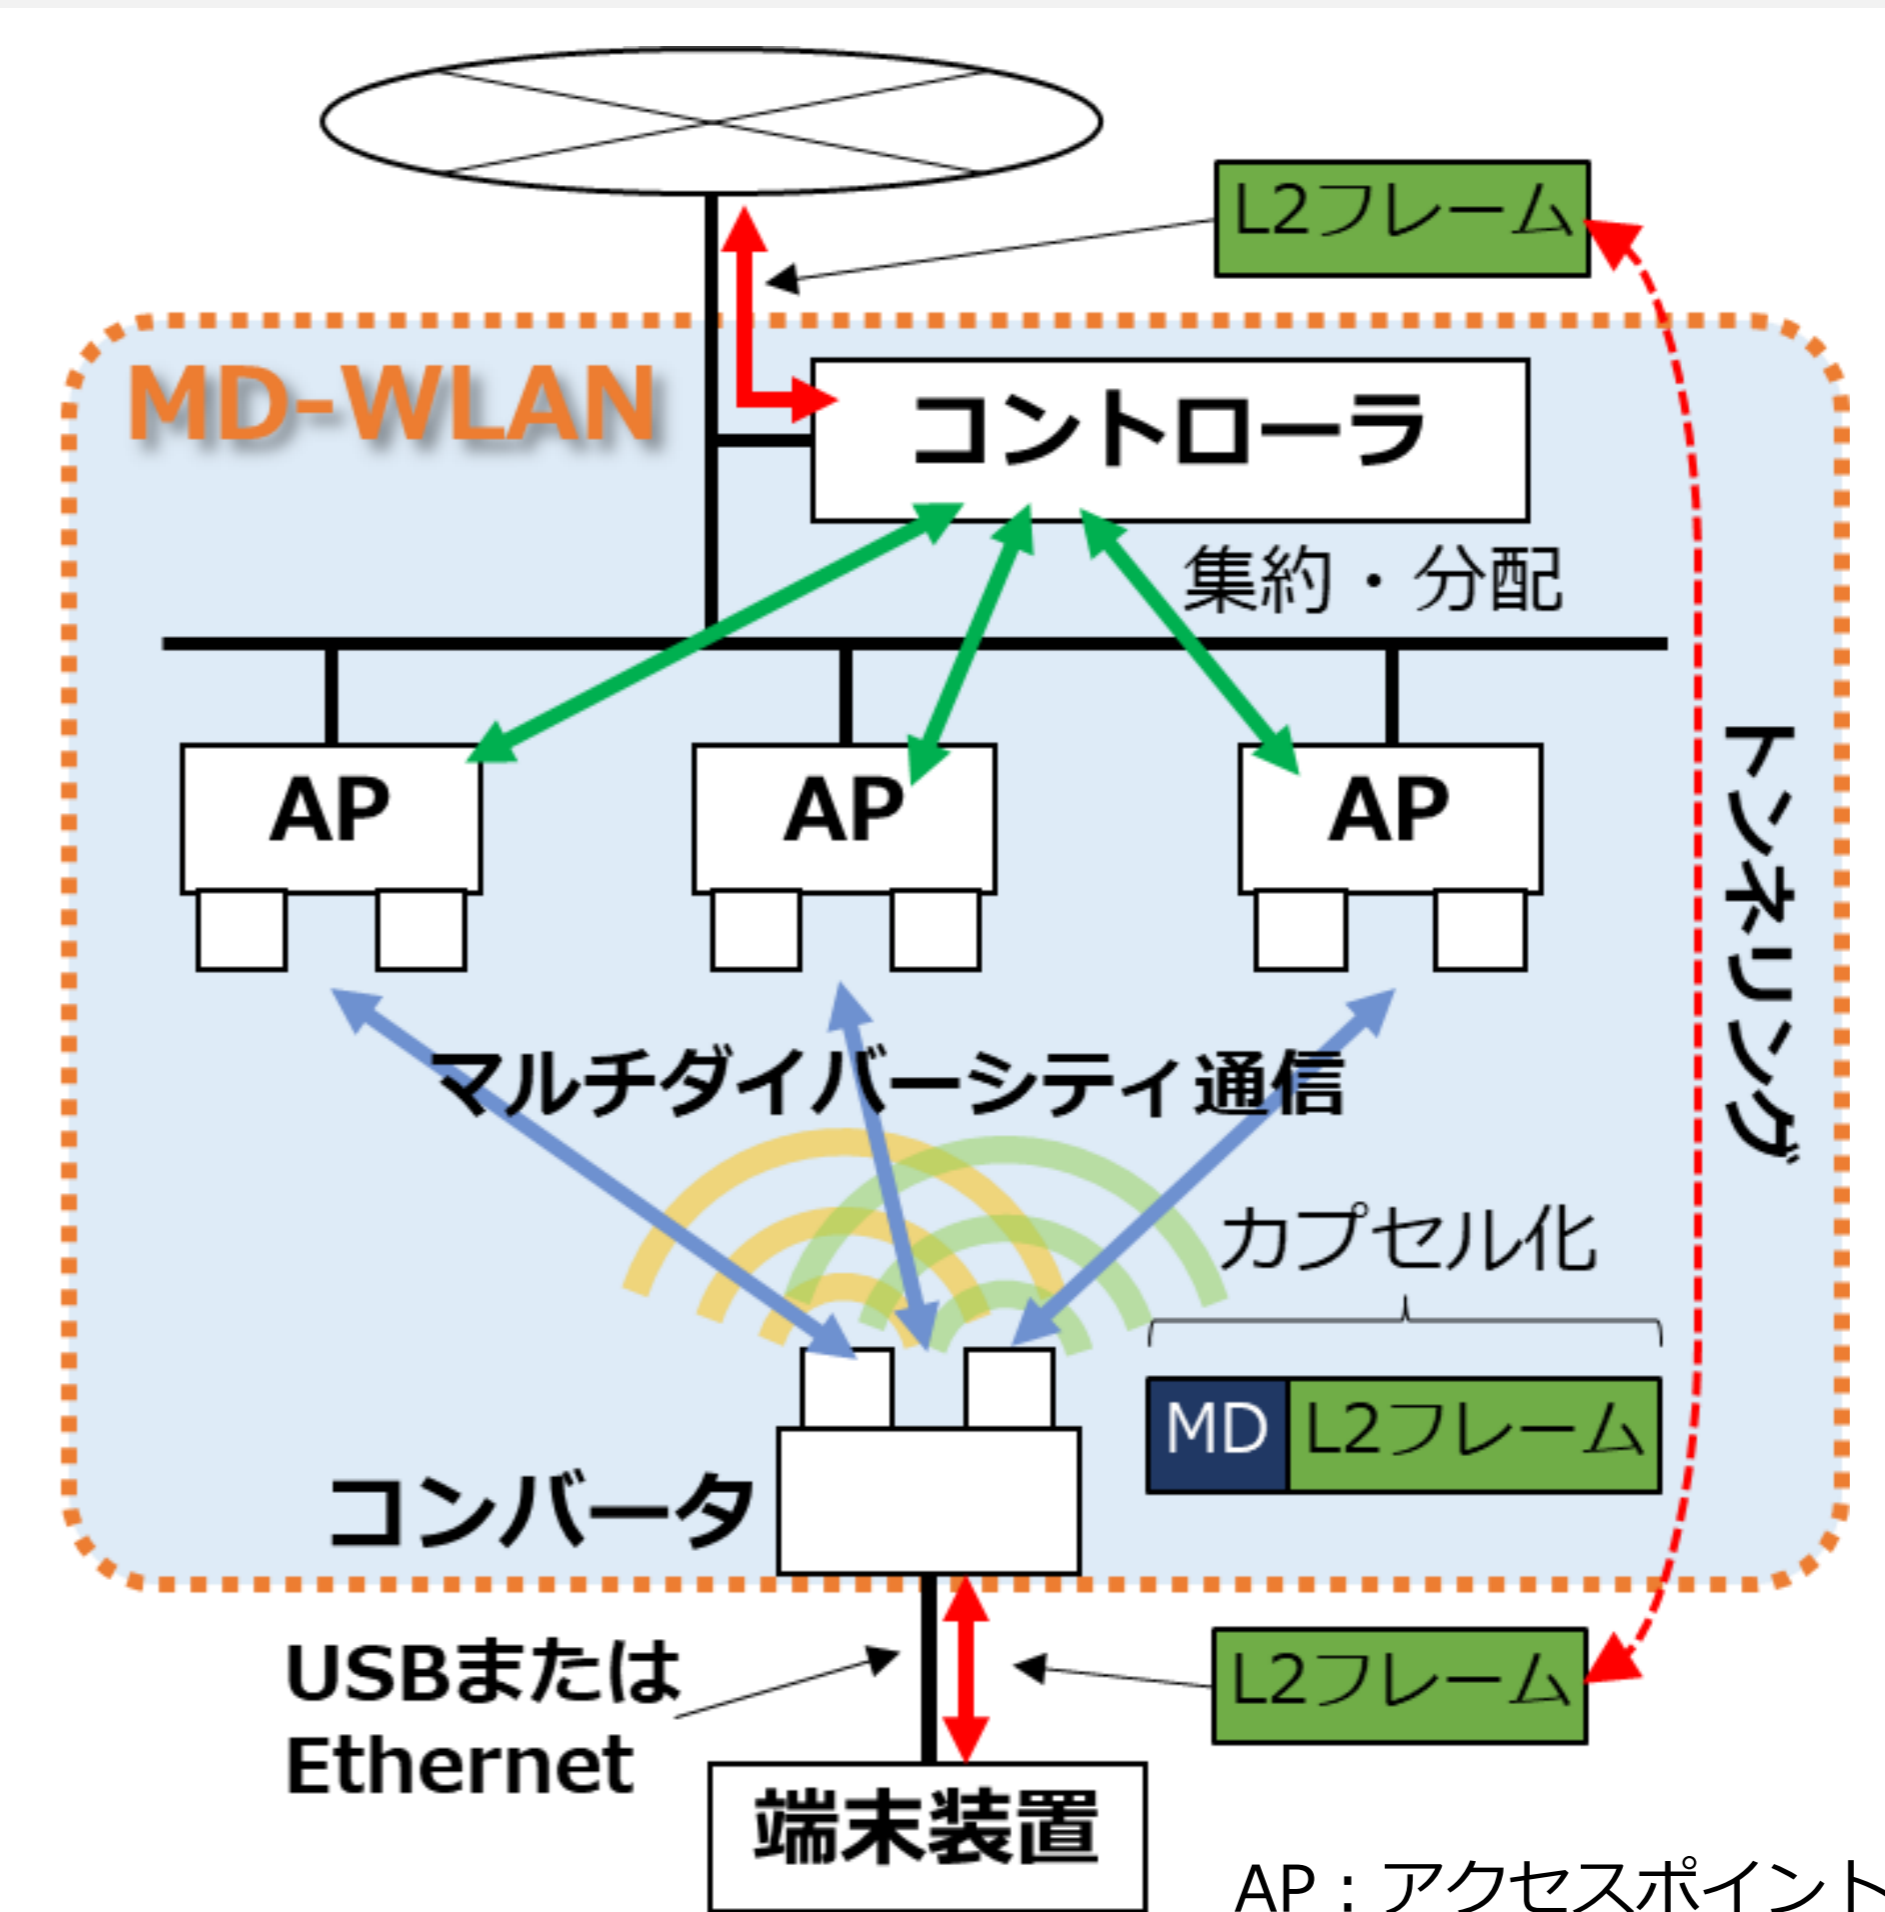 L2フレーム
MD-WLAN
コントローラ
集約・分配
AP
AP
AP
トンネリング
マルチダイバーシティ通信
カプセル化
MD
L2フレーム
コンバータ
USBまたは
Ethernet
L2フレーム
端末装置
AP：アクセスポイント